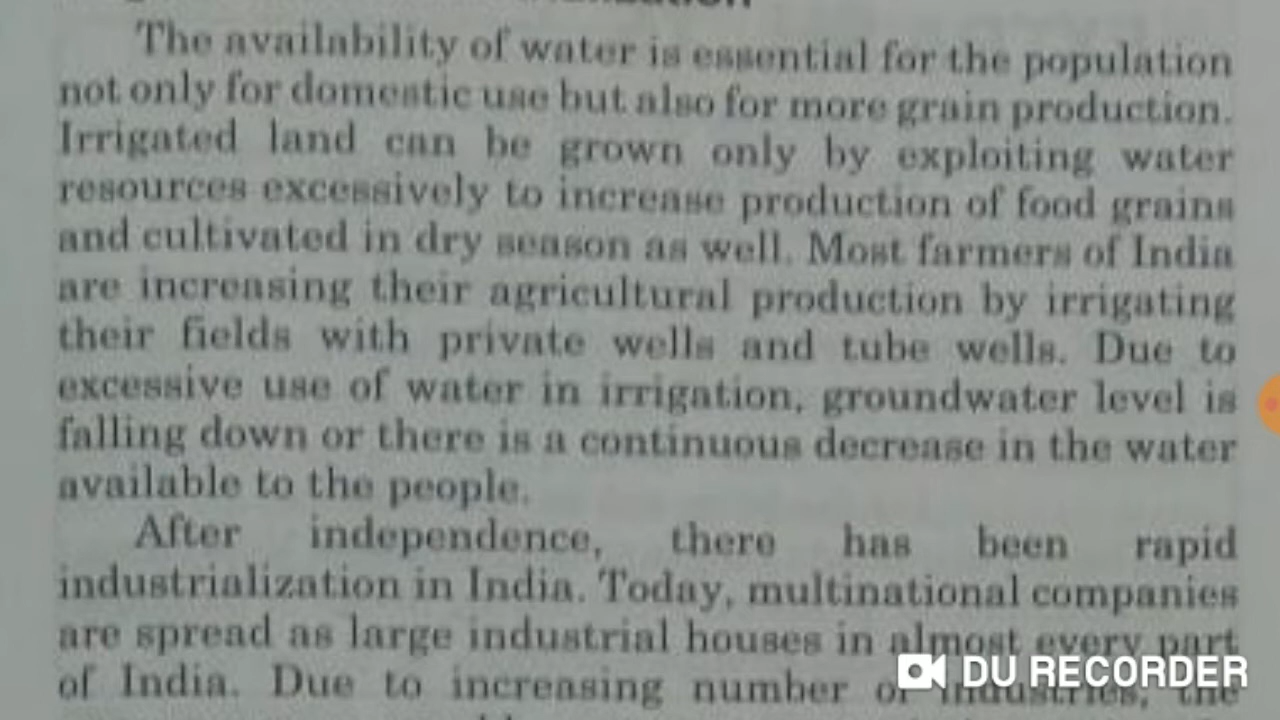 The availability of water is essential for the population
not only for domestic use but also for more grain production.
Irrigated land can be grown only by exploiting water
resources excessively to increase production of food grains
and cultivated in dry season as well. Most farmers of India
are increasing their agricultural production by irrigating
their fields with private wells and tube wells. Due to
excessive use of water in irrigation, groundwater level is
falling down or there is a continuous decrease in the water
available to the people.
After independence, there has been rapid
industrialization in India. Today, multinational companies
are spread as large industrial houses in almost every part
of India. Due to increasing number of industries, the
DU RECORDER